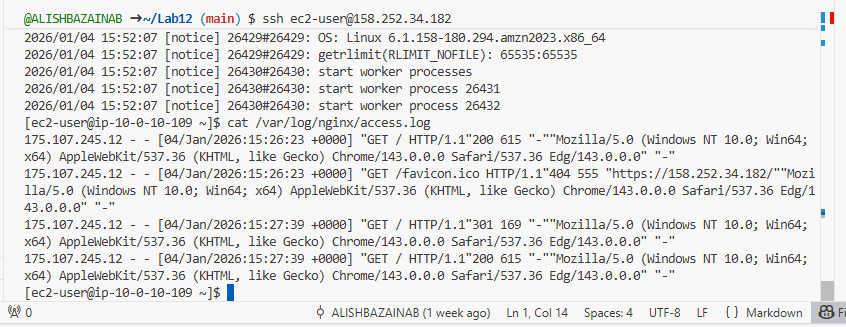 @ALISHBAZAINAB ➜~/Lab12 (main) $ ssh ec2-user@158.252.34.182
2026/01/04 15:52:07 [notice] 26429#26429: OS: Linux 6.1.158-180.294.amzn2023.x86_64
2026/01/04 15:52:07 [notice] 26429#26429: getrlimit(RLIMIT_NOFILE): 65535:65535
2026/01/04 15:52:07 [notice] 26430#26430: start worker processes
2026/01/04 15:52:07 [notice] 26430#26430: start worker process 26431
2026/01/04 15:52:07 [notice] 26430#26430: start worker process 26432
[ec2-user@ip-10-0-10-109 ~]$ cat /var/log/nginx/access.log
175.107.245.12 - - [04/Jan/2026:15:26:23 +0000] "GET / HTTP/1.1"200 615 "-""Mozilla/5.0 (Windows NT 10.0; Win64;
x64) AppleWebKit/537.36 (KHTML, like Gecko) Chrome/143.0.0.0 Safari/537.36 Edg/143.0.0.0" "-"
175.107.245.12 - - [04/Jan/2026:15:26:23 +0000] "GET /favicon.ico HTTP/1.1"404 555 "https://158.252.34.182/""Mozi
lla/5.0 (Windows NT 10.0; Win64; x64) AppleWebKit/537.36 (KHTML, like Gecko) Chrome/143.0.0.0 Safari/537.36 Edg/1
43.0.0.0" "-"
175.107.245.12 - - [04/Jan/2026:15:27:39 +0000] "GET / HTTP/1.1"301 169 "-""Mozilla/5.0 (Windows NT 10.0; Win64;
x64) AppleWebKit/537.36 (KHTML, like Gecko) Chrome/143.0.0.0 Safari/537.36 Edg/143.0.0.0" "-"
175.107.245.12 - - [04/Jan/2026:15:27:39 +0000] "GET / HTTP/1.1"200 615 "-""Mozilla/5.0 (Windows NT 10.0; Win64;
x64) AppleWebKit/537.36 (KHTML, like Gecko) Chrome/143.0.0.0 Safari/537.36 Edg/143.0.0.0" "-"
[ec2-user@ip-10-0-10-109 ~]$
0 ALISHBAZAINAB (1 week ago) Ln 1, Col 14 Spaces: 4 UTF-8 LF { } Markdown